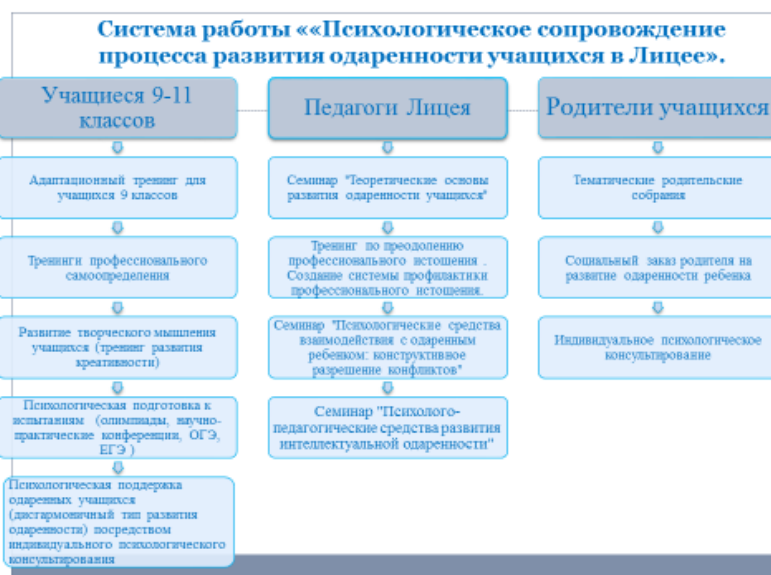 Система работы ««Психологическое сопровождение
процесса развития одаренности учащихся в Лицее».
Учащиеся 9-11
классов
Адаптационный тренинг для
учащихся 9 классов
Тренинги профессионального
самоопределения
Развитие творческого мышления
учащихся (тренинг развития
креативности)
Психологическая подготовка к
испытаниям (олимпиады, научно-
практические конференции, ОГЭ,
ЕГЭ )
Психологическая поддержка
одаренных учащихся
(дисгармоничный тип развития
одаренности) посредством
индивидуального психологического
консультирования
Педагоги Лицея
Семинар "Теоретические основы
развития одаренности учащихся"
Тренинг по преодолению
профессионального истощения .
Создание системы профилактики
профессионального истощения.
Семинар "Психологические средства
взаимодействия с одаренным
ребенком: конструктивное
разрешение конфликтов"
Семинар "Психолого-
педагогические средства развития
интеллектуальной одаренности"
Родители учащихся
Тематические родительские
собрания
Социальный заказ родителя на
развитие одаренности ребенка
Индивидуальное психологическое
консультирование